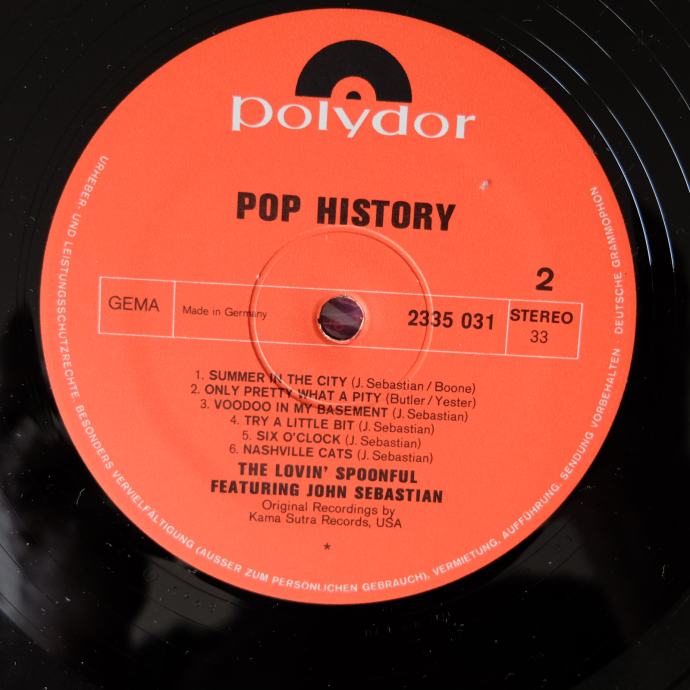 polydor
POP HISTORY
2
GEMA
Made in Germany
2335 031
STEREO
33
1. SUMMER IN THE CITY (J. Sebastian / Boone)
2. ONLY PRETTY WHAT A PITY (Butler / Yester)
3. VOODOO IN MY BASEMENT (J. Sebastian)
4. TRY A LITTLE BIT (J. Sebastian)
5. SIX O'CLOCK (J. Sebastian)
6. NASHVILLE CATS (J. Sebastian)
THE LOVIN' SPOONFUL
FEATURING JOHN SEBASTIAN
Original Recordings by
Kama Sutra Records, USA
*
URHEBER- UND LEISTUNGSSCHUTZRECHTE. BESONDERS VERVIELFÄLTIGUNG (AUSSER ZUM PERSÖNLICHEN GEBRAUCH), VERMIETUNG, AUFFÜHRUNG, SENDUNG VORBEHALTEN · DEUTSCHE GRAMMOPHON